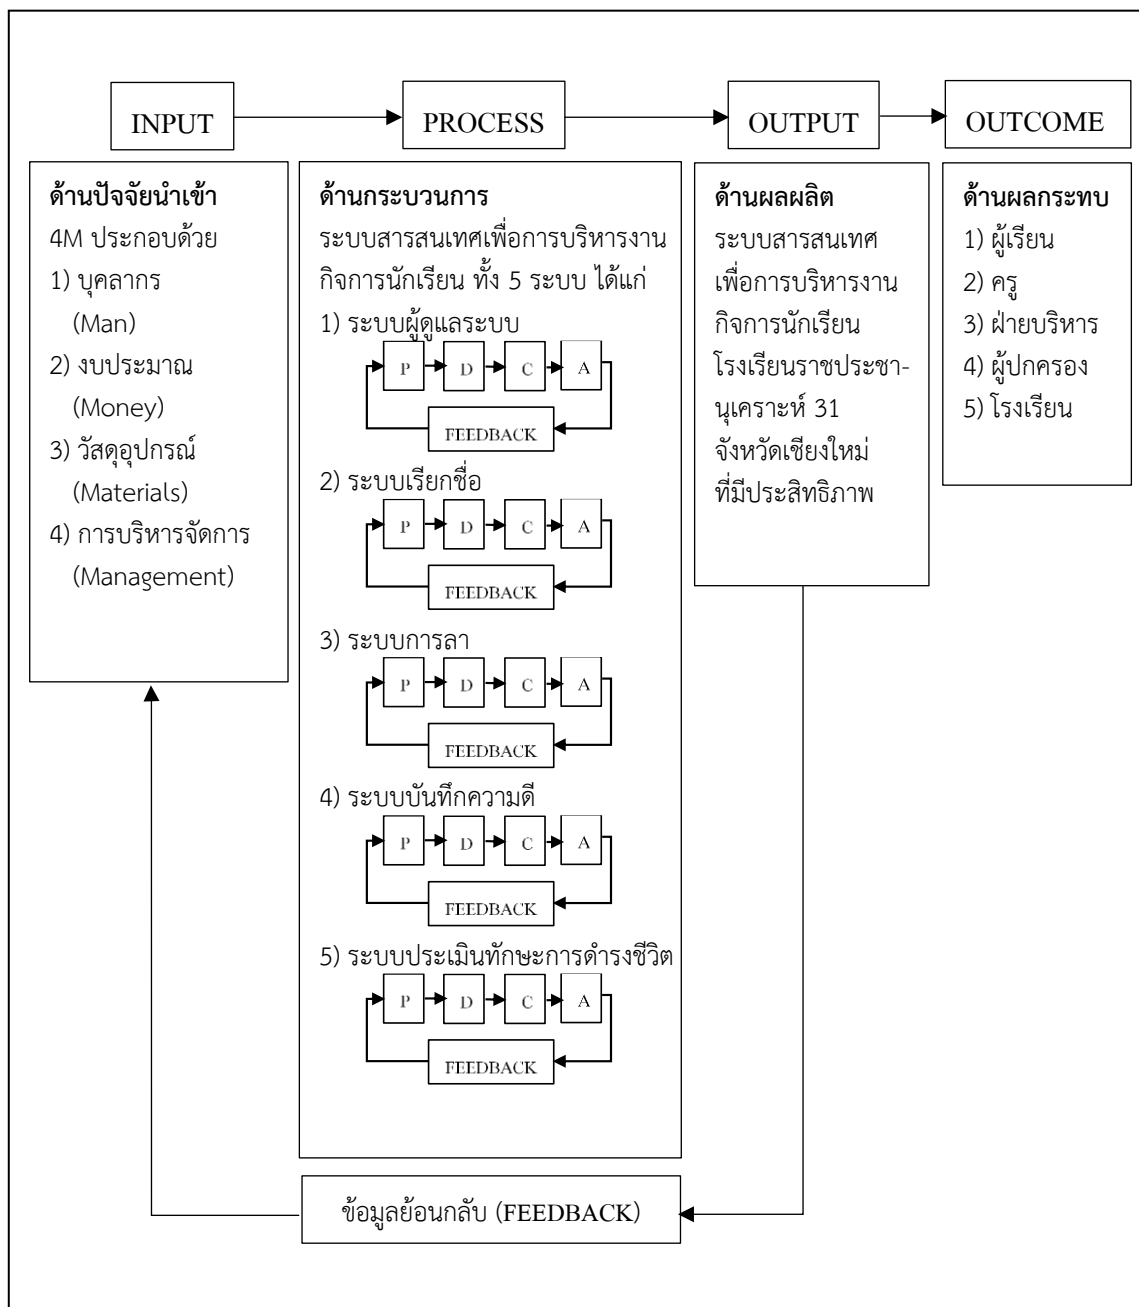 INPUT
PROCESS
OUTPUT
OUTCOME
ด้านปัจจัยนำเข้า
4M ประกอบด้วย
1) บุคลากร
(Man)
2) งบประมาณ
(Money)
3) วัสดุอุปกรณ์
(Materials)
4) การบริหารจัดการ
(Management)
ด้านกระบวนการ
ระบบสารสนเทศเพื่อการบริหารงาน
กิจการนักเรียน ทั้ง 5 ระบบ ได้แก่
1) ระบบผู้ดูแลระบบ
P D C A
FEEDBACK
2) ระบบเรียกชื่อ
P D C A
FEEDBACK
3) ระบบการลา
P D C A
FEEDBACK
4) ระบบบันทึกความดี
P D C A
FEEDBACK
5) ระบบประเมินทักษะการดำรงชีวิต
P D C A
FEEDBACK
ด้านผลผลิต
ระบบสารสนเทศ
เพื่อการบริหารงาน
กิจการนักเรียน
โรงเรียนราชประชา-
นุเคราะห์ 31
จังหวัดเชียงใหม่
ที่มีประสิทธิภาพ
ด้านผลกระทบ
1) ผู้เรียน
2) ครู
3) ฝ่ายบริหาร
4) ผู้ปกครอง
5) โรงเรียน
ข้อมูลย้อนกลับ (FEEDBACK)